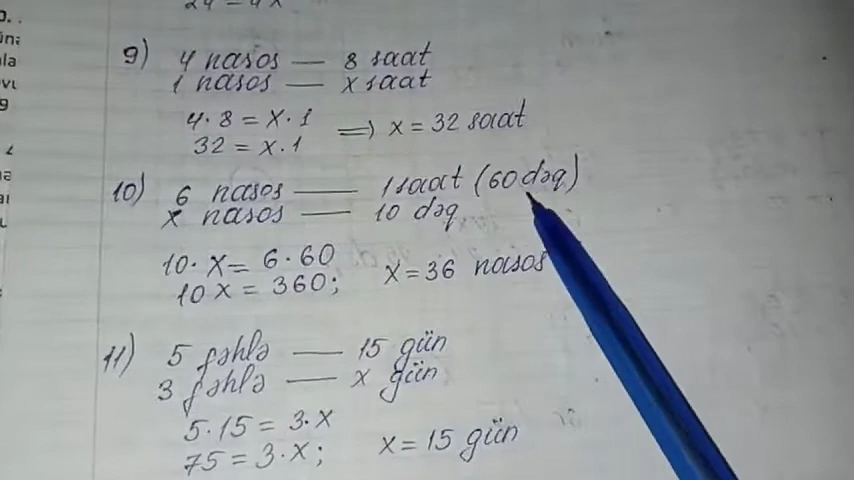 24 = 4x
9) 4 nasos — 8 saat
1 nasos — x saat
4·8 = x·1
32 = x·1 => x = 32 saat
10) 6 nasos — 1 saat (60 dəq)
x nasos — 10 dəq
10·x = 6·60
10x = 360; x = 36 nasos
11) 5 fəhlə — 15 gün
3 fəhlə — x gün
5·15 = 3·x
75 = 3·x; x = 15 gün